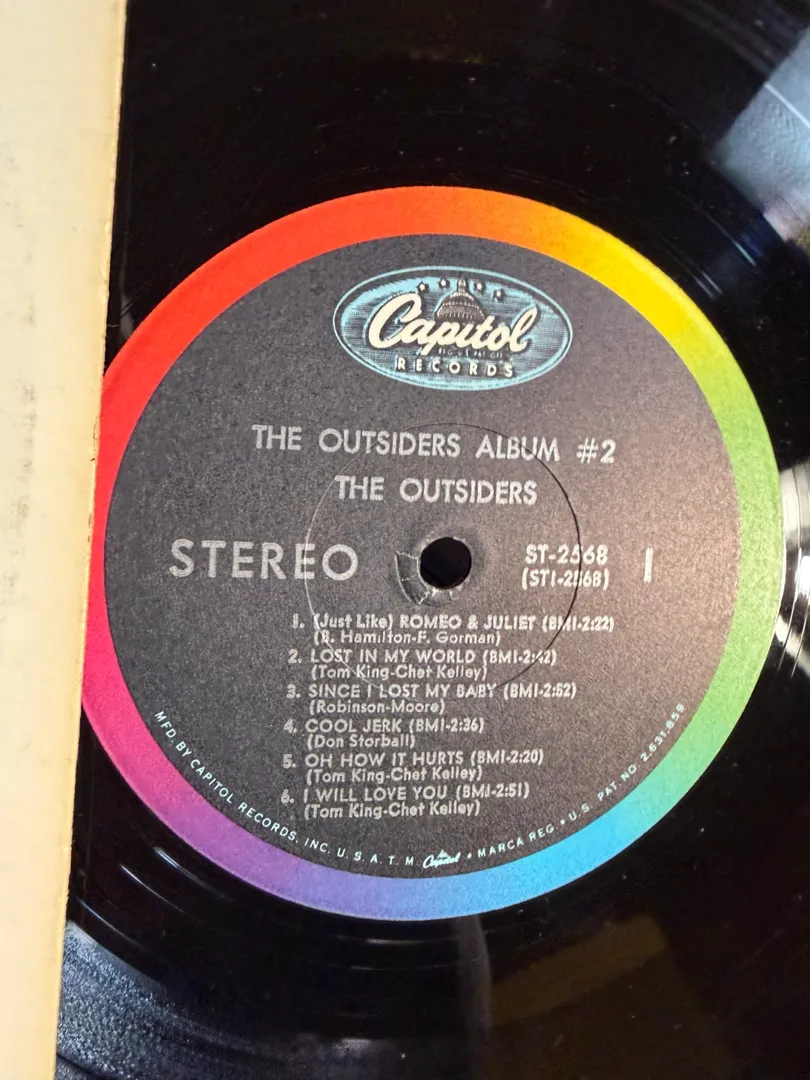 Capitol
REG. U.S. PAT. OFF.
RECORDS
THE OUTSIDERS ALBUM #2
THE OUTSIDERS
STEREO
ST-2568
(ST1-2568)
1
1. (Just Like) ROMEO & JULIET (BMI-2:22)
(B. Hamilton-F. Gorman)
2. LOST IN MY WORLD (BMI-2:42)
(Tom King-Chet Kelley)
3. SINCE I LOST MY BABY (BMI-2:52)
(Robinson-Moore)
4. COOL JERK (BMI-2:36)
(Don Storball)
5. OH HOW IT HURTS (BMI-2:20)
(Tom King-Chet Kelley)
6. I WILL LOVE YOU (BMI-2:51)
(Tom King-Chet Kelley)
MFD. BY CAPITOL RECORDS, INC. U.S.A. T.M. Capitol • MARCA REG. • U.S. PAT. NO. 2,631,859